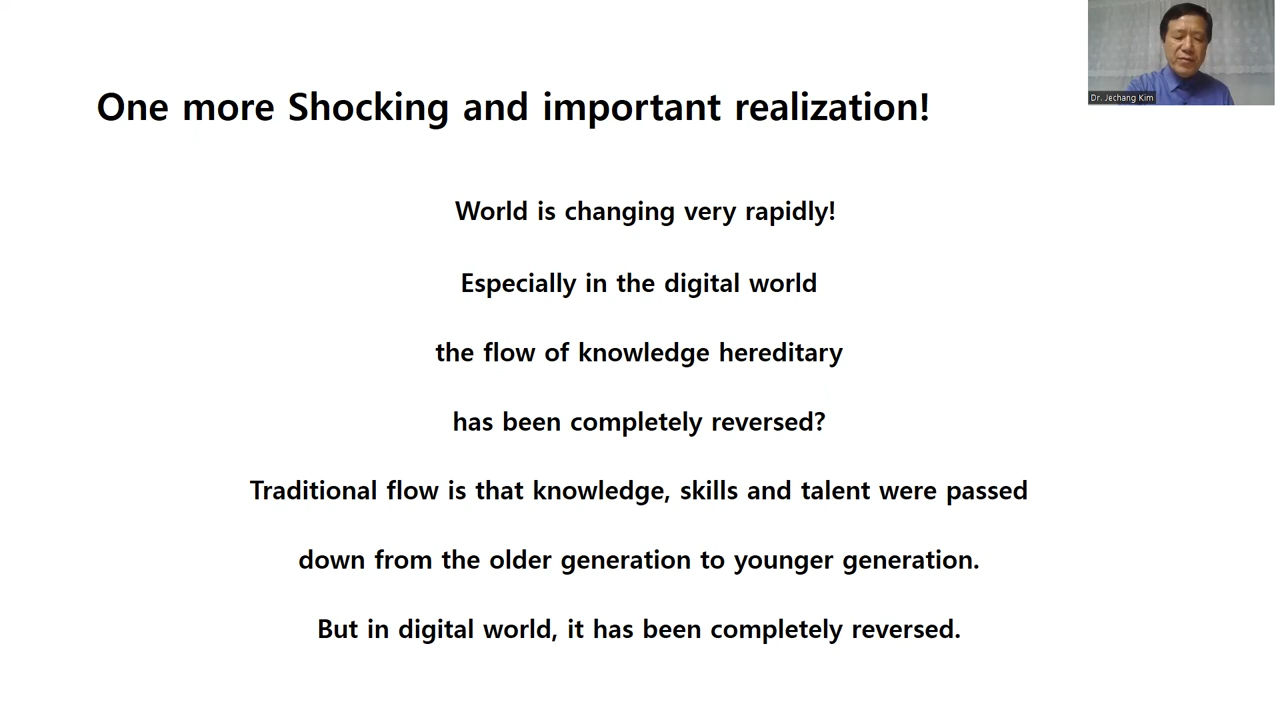 Dr. Jechang Kim
One more Shocking and important realization!
World is changing very rapidly!
Especially in the digital world
the flow of knowledge hereditary
has been completely reversed?
Traditional flow is that knowledge, skills and talent were passed
down from the older generation to younger generation.
But in digital world, it has been completely reversed.